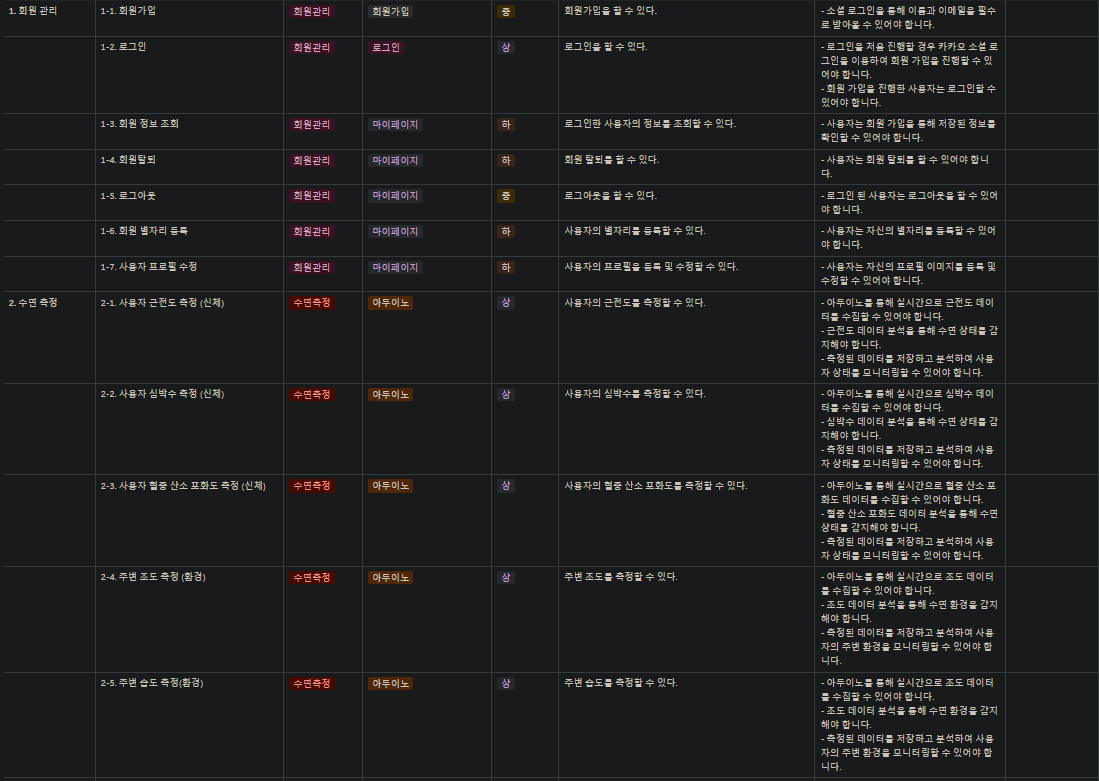 1. 회원 관리
1-1. 회원가입
회원관리
회원가입
중
회원가입을 할 수 있다.
- 소셜 로그인을 통해 이름과 이메일을 필수
로 받아올 수 있어야 합니다.
1-2. 로그인
회원관리
로그인
상
로그인을 할 수 있다.
- 로그인을 처음 진행할 경우 카카오 소셜 로
그인을 이용하여 회원 가입을 진행할 수 있
어야 합니다.
- 회원 가입을 진행한 사용자는 로그인할 수
있어야 합니다.
1-3. 회원 정보 조회
회원관리
마이페이지
하
로그인한 사용자의 정보를 조회할 수 있다.
- 사용자는 회원 가입을 통해 저장된 정보를
확인할 수 있어야 합니다.
1-4. 회원탈퇴
회원관리
마이페이지
하
회원 탈퇴를 할 수 있다.
- 사용자는 회원 탈퇴를 할 수 있어야 합니
다.
1-5. 로그아웃
회원관리
마이페이지
중
로그아웃을 할 수 있다.
- 로그인 된 사용자는 로그아웃을 할 수 있어
야 합니다.
1-6. 회원 별자리 등록
회원관리
마이페이지
하
사용자의 별자리를 등록할 수 있다.
- 사용자는 자신의 별자리를 등록할 수 있어
야 합니다.
1-7. 사용자 프로필 수정
회원관리
마이페이지
하
사용자의 프로필을 등록 및 수정할 수 있다.
- 사용자는 자신의 프로필 이미지를 등록 및
수정할 수 있어야 합니다.
2. 수면 측정
2-1. 사용자 근전도 측정 (신체)
수면측정
아두이노
상
사용자의 근전도를 측정할 수 있다.
- 아두이노를 통해 실시간으로 근전도 데이
터를 수집할 수 있어야 합니다.
- 근전도 데이터 분석을 통해 수면 상태를 감
지해야 합니다.
- 측정된 데이터를 저장하고 분석하여 사용
자 상태를 모니터링할 수 있어야 합니다.
2-2. 사용자 심박수 측정 (신체)
수면측정
아두이노
상
사용자의 심박수를 측정할 수 있다.
- 아두이노를 통해 실시간으로 심박수 데이
터를 수집할 수 있어야 합니다.
- 심박수 데이터 분석을 통해 수면 상태를 감
지해야 합니다.
- 측정된 데이터를 저장하고 분석하여 사용
자 상태를 모니터링할 수 있어야 합니다.
2-3. 사용자 혈중 산소 포화도 측정 (신체)
수면측정
아두이노
상
사용자의 혈중 산소 포화도를 측정할 수 있다.
- 아두이노를 통해 실시간으로 혈중 산소 포
화도 데이터를 수집할 수 있어야 합니다.
- 혈중 산소 포화도 데이터 분석을 통해 수면
상태를 감지해야 합니다.
- 측정된 데이터를 저장하고 분석하여 사용
자 상태를 모니터링할 수 있어야 합니다.
2-4. 주변 조도 측정 (환경)
수면측정
아두이노
상
주변 조도를 측정할 수 있다.
- 아두이노를 통해 실시간으로 조도 데이터
를 수집할 수 있어야 합니다.
- 조도 데이터 분석을 통해 수면 환경을 감지
해야 합니다.
- 측정된 데이터를 저장하고 분석하여 사용
자의 주변 환경을 모니터링할 수 있어야 합
니다.
2-5. 주변 습도 측정(환경)
수면측정
아두이노
상
주변 습도를 측정할 수 있다.
- 아두이노를 통해 실시간으로 조도 데이터
를 수집할 수 있어야 합니다.
- 조도 데이터 분석을 통해 수면 환경을 감지
해야 합니다.
- 측정된 데이터를 저장하고 분석하여 사용
자의 주변 환경을 모니터링할 수 있어야 합
니다.